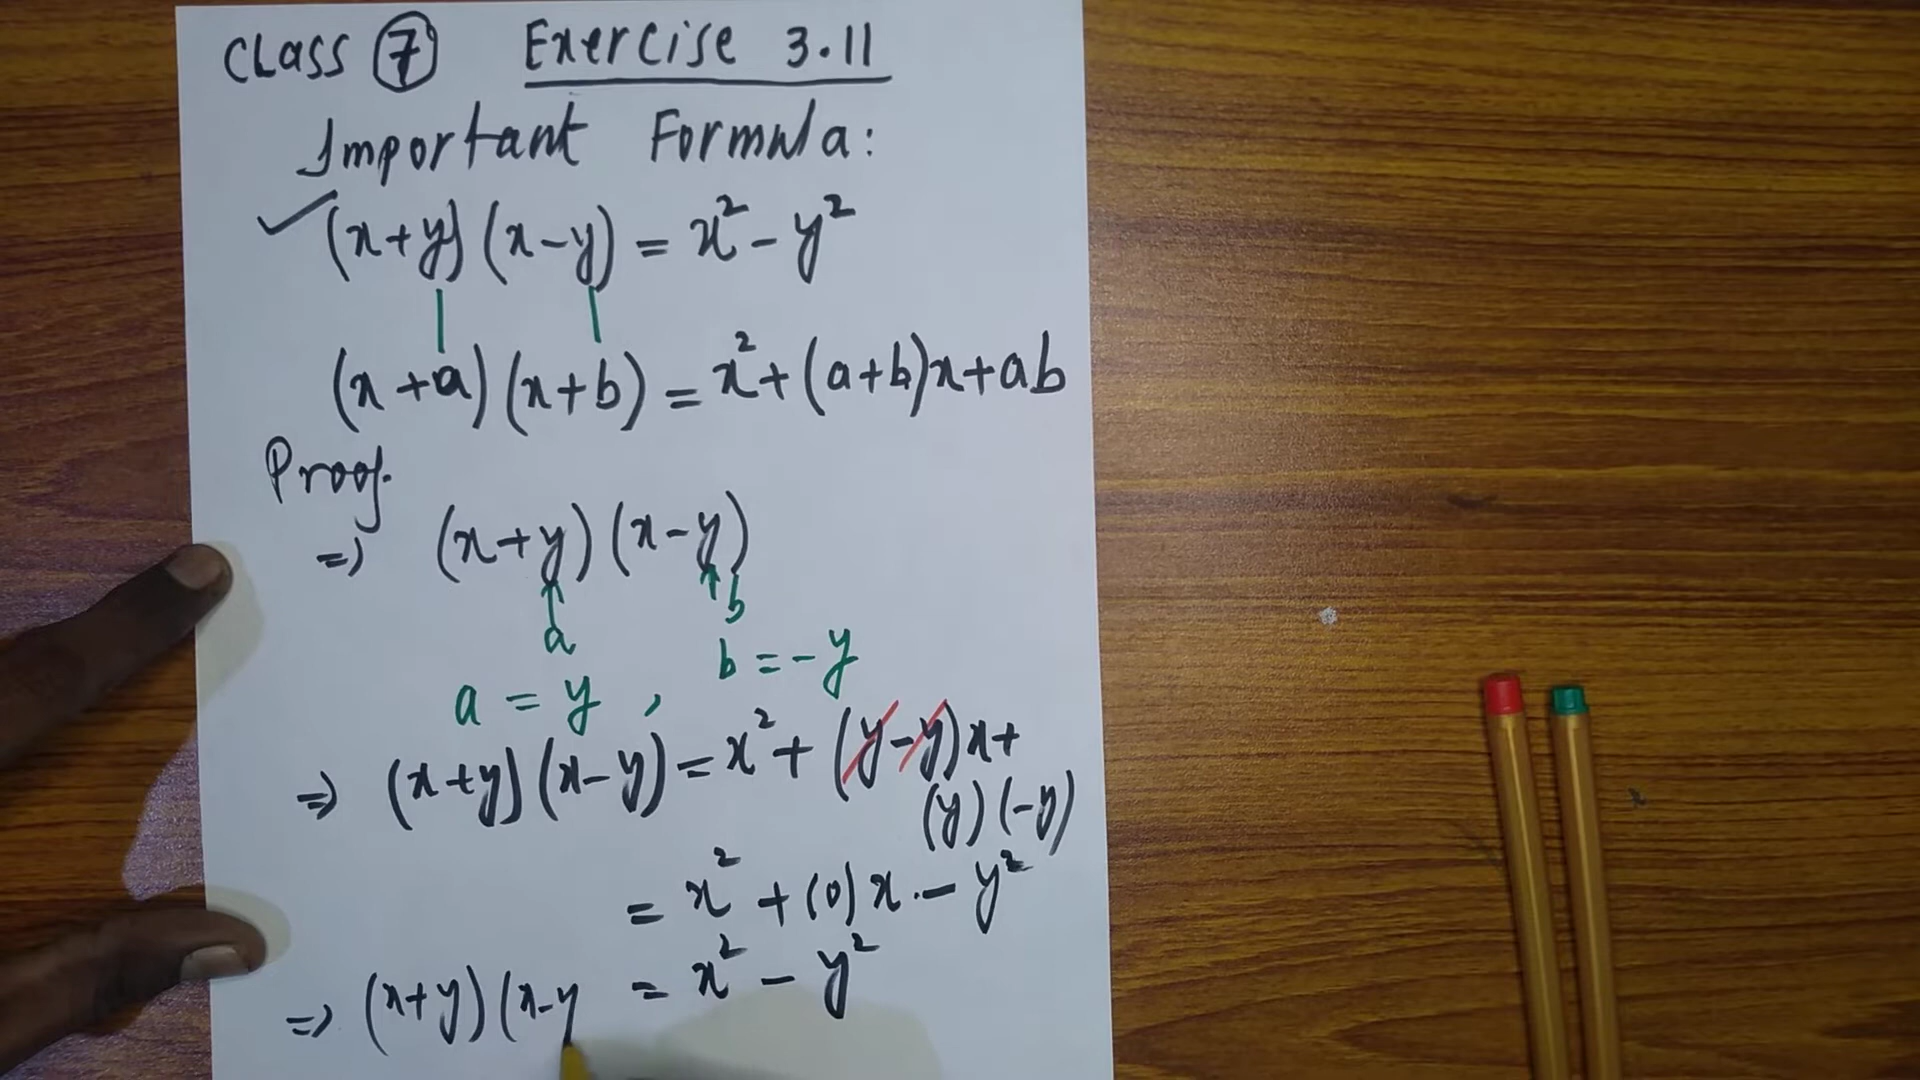 CLASS 7 Exercise 3.11
Important Formula:
✓ (x+y)(x-y) = x² - y²
(x+a)(x+b) = x² + (a+b)x + ab
Proof.
⇒ (x+y)(x-y)
a b
a = y , b = -y
⇒ (x+y)(x-y) = x² + (y-y)x +
(y)(-y)
= x² + (0)x - y²
⇒ (x+y)(x-y = x² - y²